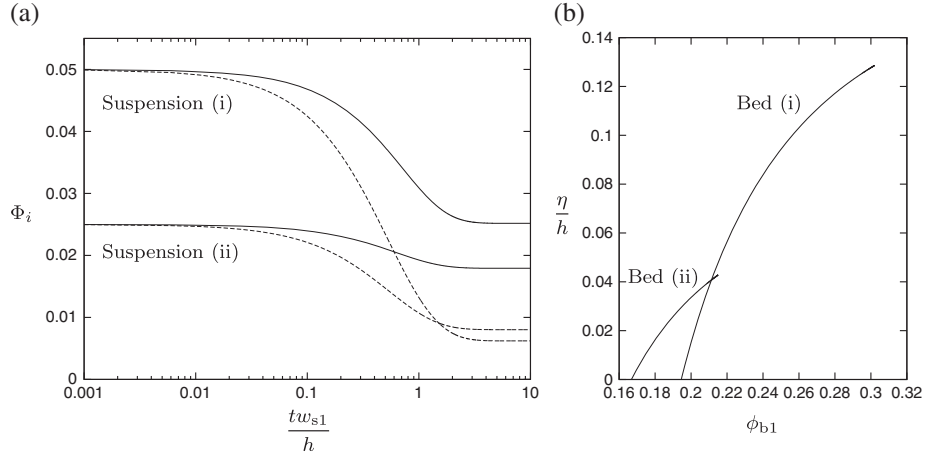 (a)
0.05
0.04
0.03
0.02
0.01
0
Φi
Suspension (i)
Suspension (ii)
0.001 0.01 0.1 1 10
tws1
h
(b)
0.14
0.12
0.1
0.08
0.06
0.04
0.02
0
η
h
Bed (i)
Bed (ii)
0.16 0.18 0.2 0.22 0.24 0.26 0.28 0.3 0.32
ϕb1